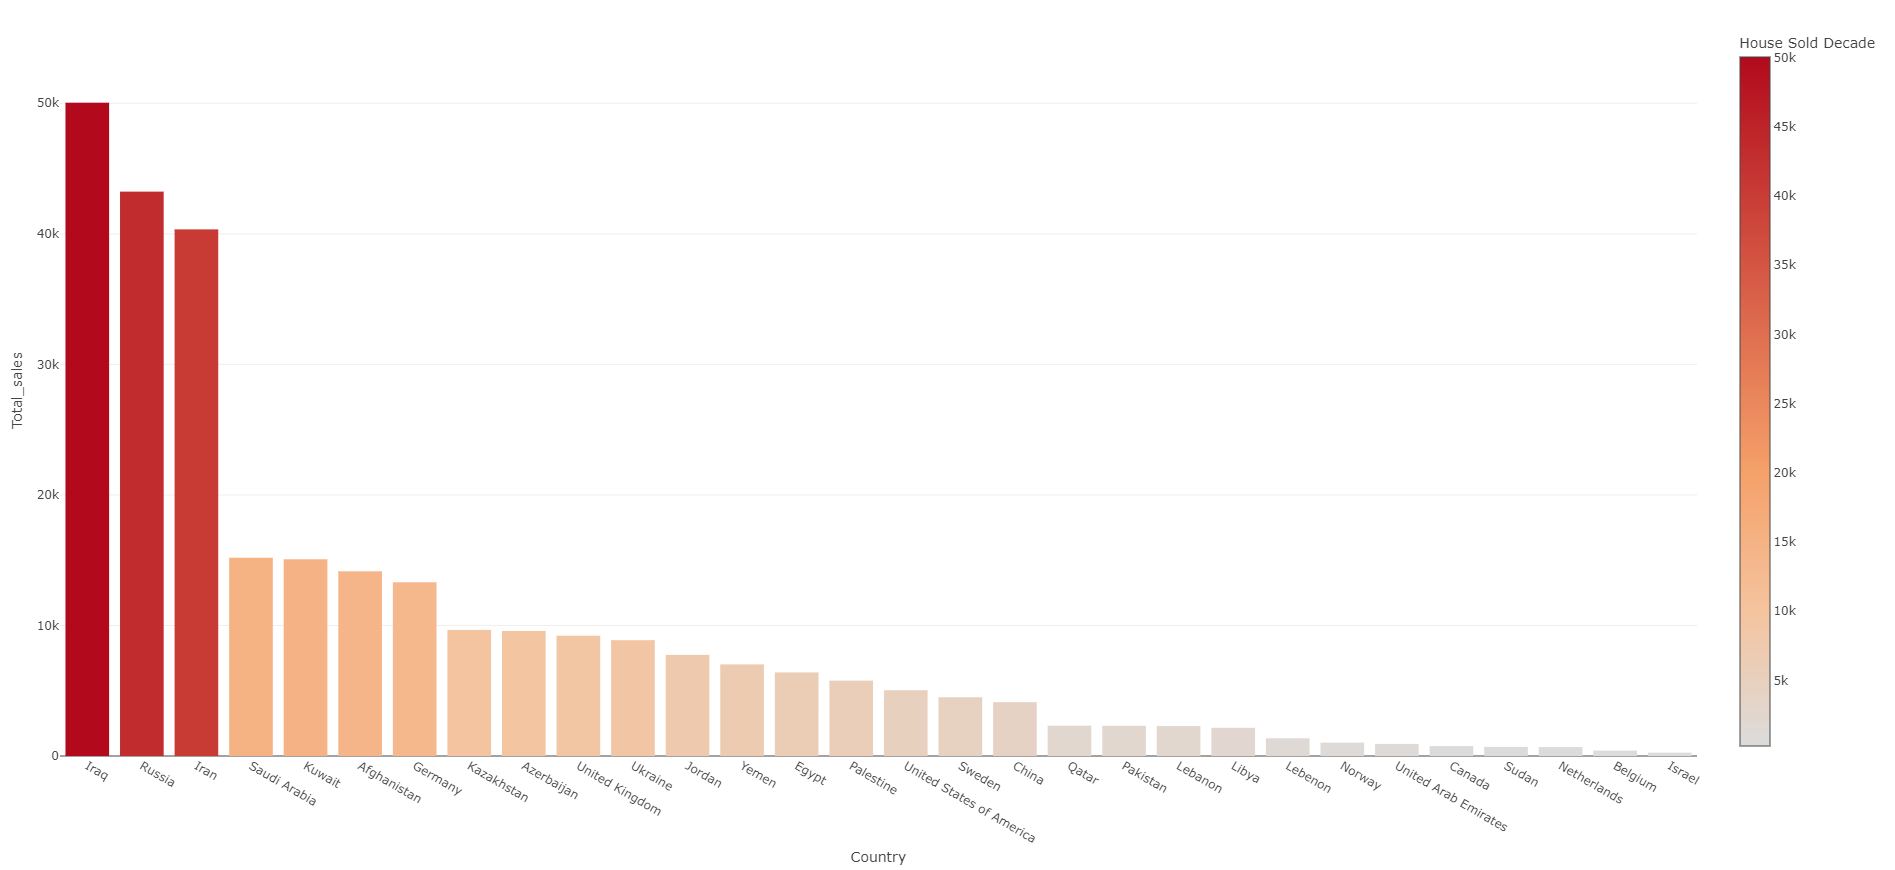 House Sold Decade
50k
45k
40k
35k
30k
25k
20k
15k
10k
5k
Total_sales
50k
40k
30k
20k
10k
0
Iraq
Russia
Iran
Saudi Arabia
Kuwait
Afghanistan
Germany
Kazakhstan
Azerbaijan
United Kingdom
Ukraine
Jordan
Yemen
Egypt
Palestine
United States of America
Sweden
China
Qatar
Pakistan
Lebanon
Libya
Lebenon
Norway
United Arab Emirates
Canada
Sudan
Netherlands
Belgium
Israel
Country